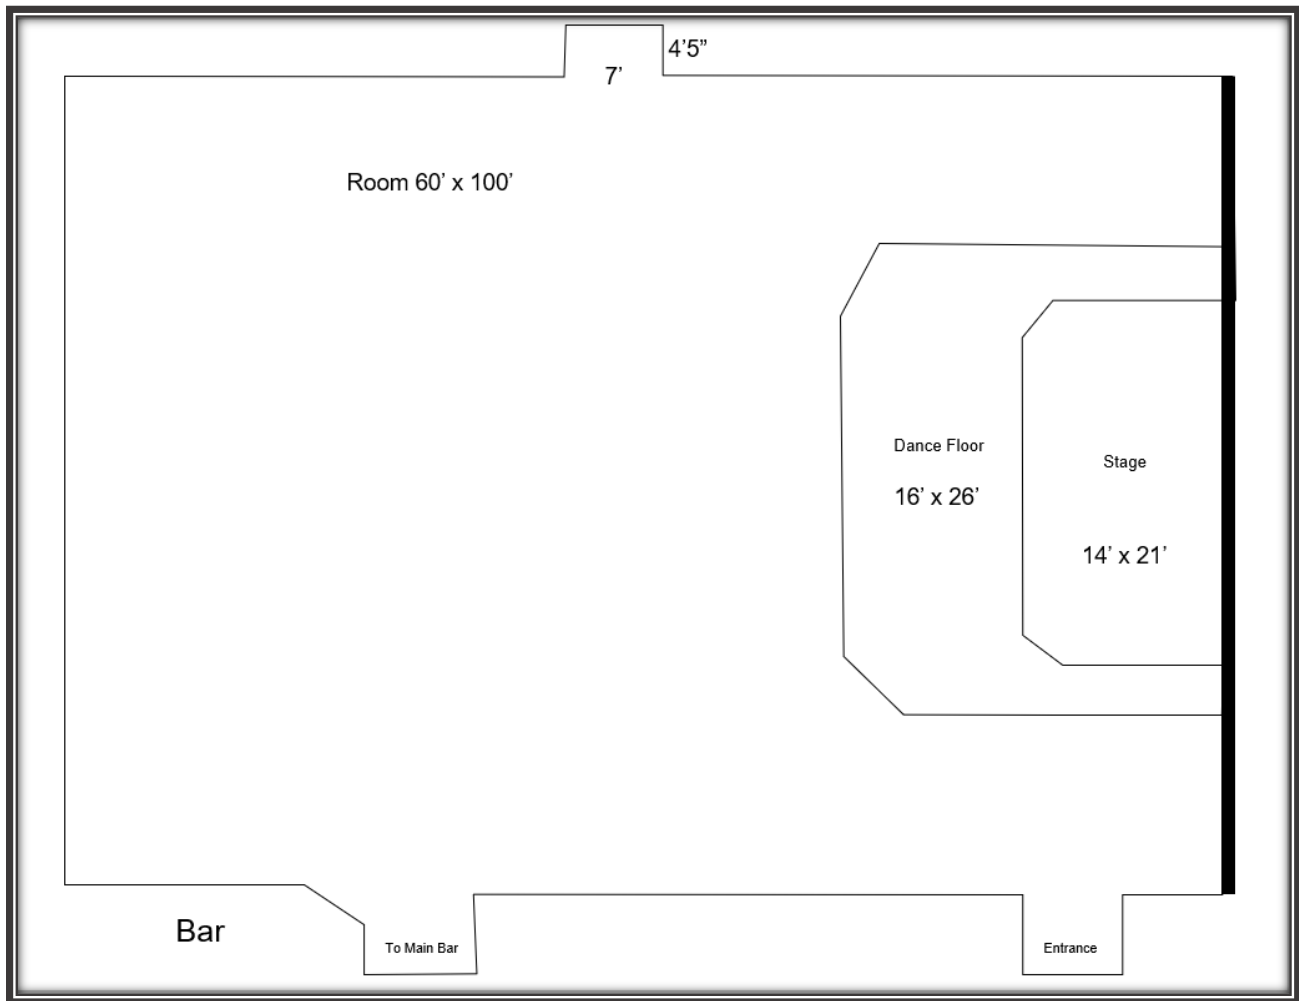 4’5”
7’
Room 60’ x 100’
Dance Floor
16’ x 26’
Stage
14’ x 21’
Bar
To Main Bar
Entrance